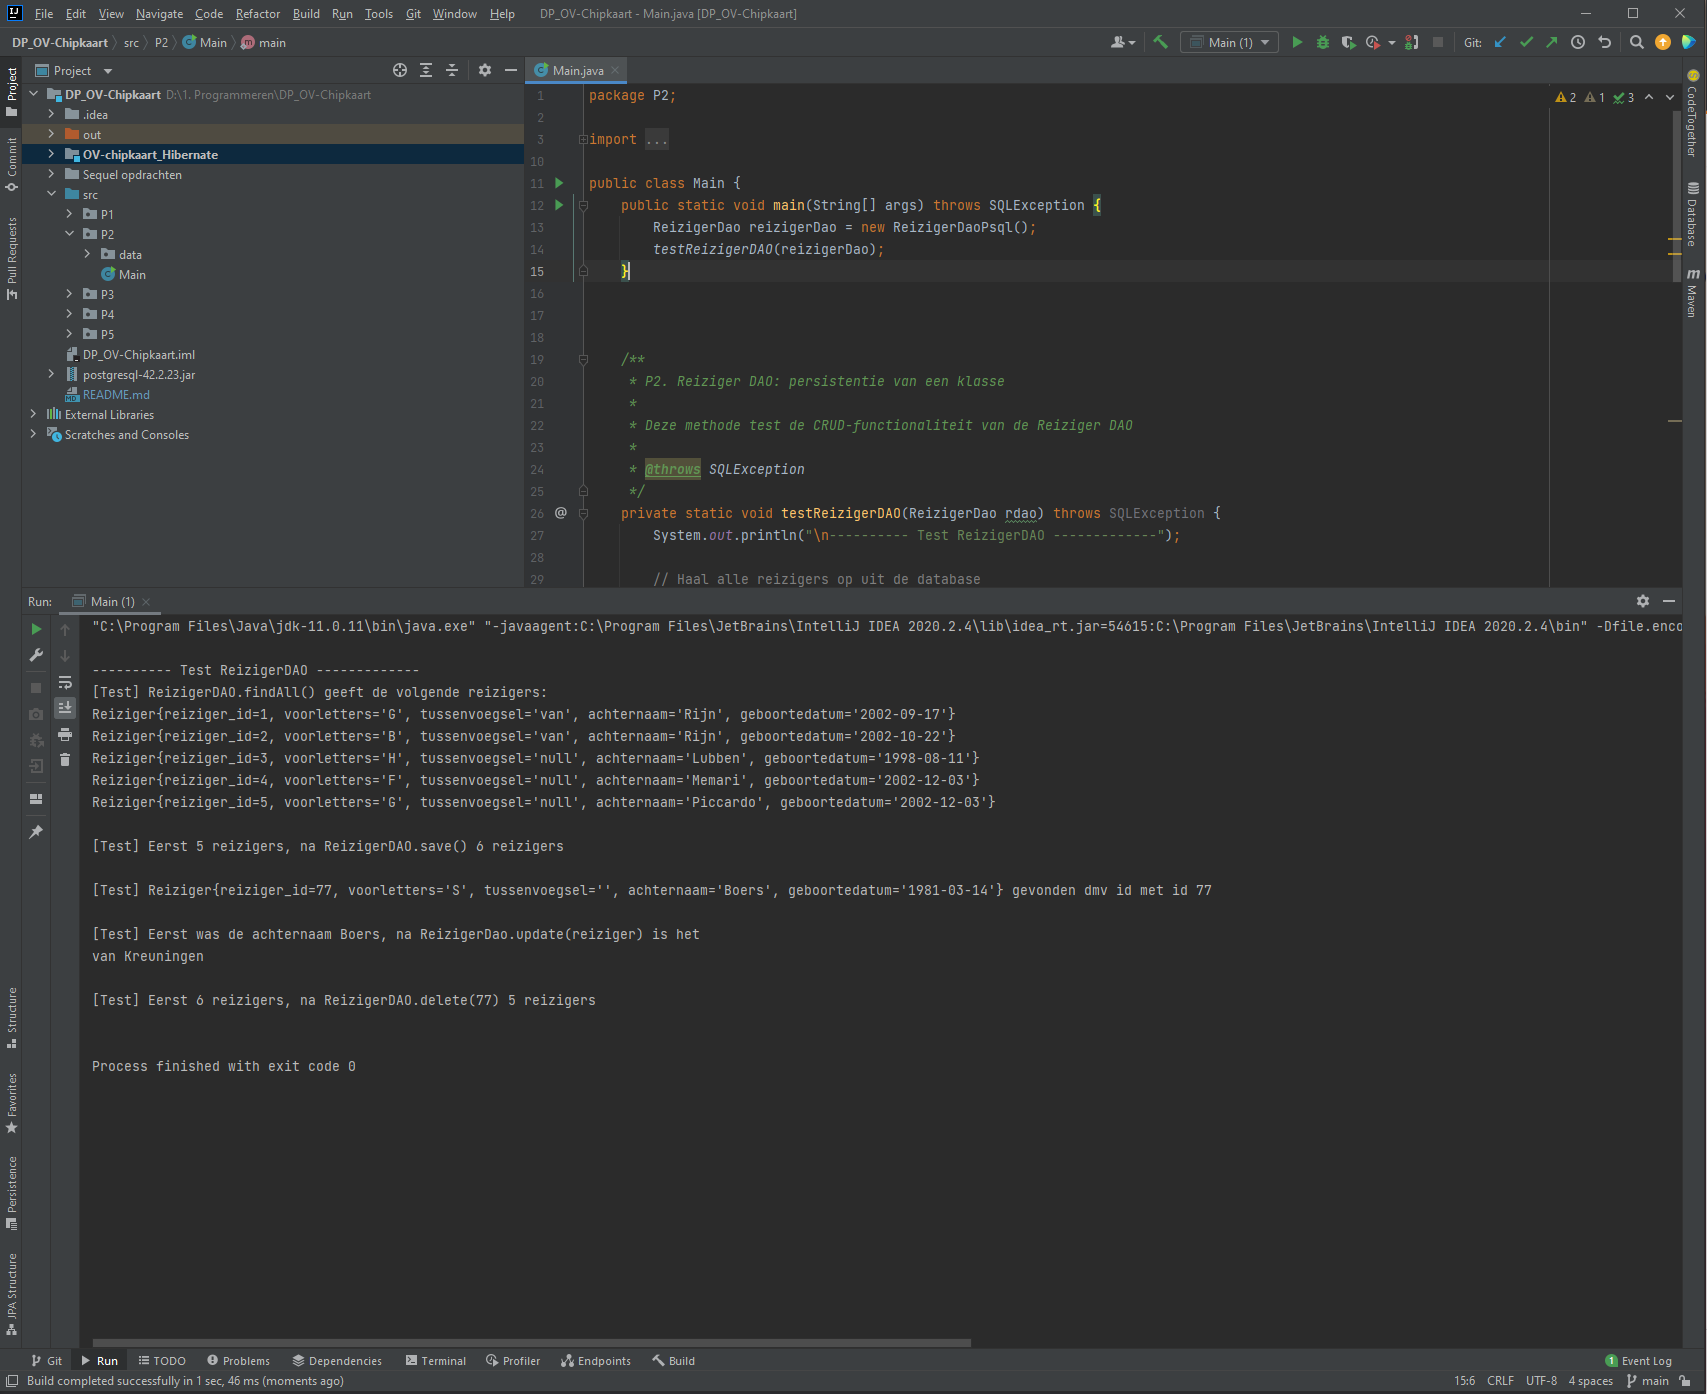 File Edit View Navigate Code Refactor Build Run Tools Git Window Help DP_OV-Chipkaart - Main.java [DP_OV-Chipkaart]
DP_OV-Chipkaart src P2 Main main Main (1) Git:
Project Main.java
DP_OV-Chipkaart D:\1. Programmeren\DP_OV-Chipkaart
.idea
out
OV-chipkaart_Hibernate
Sequel opdrachten
src
P1
P2
data
Main
P3
P4
P5
DP_OV-Chipkaart.iml
postgresql-42.2.23.jar
README.md
External Libraries
Scratches and Consoles
Project
Commit
Pull Requests
1 package P2;
2
3 import ...
10
11 public class Main {
12 public static void main(String[] args) throws SQLException {
13 ReizigerDao reizigerDao = new ReizigerDaoPsql();
14 testReizigerDAO(reizigerDao);
15 }
16
17
18
19 /**
20 * P2. Reiziger DAO: persistentie van een klasse
21 *
22 * Deze methode test de CRUD-functionaliteit van de Reiziger DAO
23 *
24 * @throws SQLException
25 */
26 @ private static void testReizigerDAO(ReizigerDao rdao) throws SQLException {
27 System.out.println("\n---------- Test ReizigerDAO -------------");
28
29 // Haal alle reizigers op uit de database
2 1 3
CodeTogether
Database
m Maven
Run: Main (1)
"C:\Program Files\Java\jdk-11.0.11\bin\java.exe" "-javaagent:C:\Program Files\JetBrains\IntelliJ IDEA 2020.2.4\lib\idea_rt.jar=54615:C:\Program Files\JetBrains\IntelliJ IDEA 2020.2.4\bin" -Dfile.enco
---------- Test ReizigerDAO -------------
[Test] ReizigerDAO.findAll() geeft de volgende reizigers:
Reiziger{reiziger_id=1, voorletters='G', tussenvoegsel='van', achternaam='Rijn', geboortedatum='2002-09-17'}
Reiziger{reiziger_id=2, voorletters='B', tussenvoegsel='van', achternaam='Rijn', geboortedatum='2002-10-22'}
Reiziger{reiziger_id=3, voorletters='H', tussenvoegsel='null', achternaam='Lubben', geboortedatum='1998-08-11'}
Reiziger{reiziger_id=4, voorletters='F', tussenvoegsel='null', achternaam='Memari', geboortedatum='2002-12-03'}
Reiziger{reiziger_id=5, voorletters='G', tussenvoegsel='null', achternaam='Piccardo', geboortedatum='2002-12-03'}
[Test] Eerst 5 reizigers, na ReizigerDAO.save() 6 reizigers
[Test] Reiziger{reiziger_id=77, voorletters='S', tussenvoegsel='', achternaam='Boers', geboortedatum='1981-03-14'} gevonden dmv id met id 77
[Test] Eerst was de achternaam Boers, na ReizigerDao.update(reiziger) is het
van Kreuningen
[Test] Eerst 6 reizigers, na ReizigerDAO.delete(77) 5 reizigers
Process finished with exit code 0
Structure
Favorites
Persistence
JPA Structure
Git Run TODO Problems Dependencies Terminal Profiler Endpoints Build 1 Event Log
Build completed successfully in 1 sec, 46 ms (moments ago) 15:6 CRLF UTF-8 4 spaces main